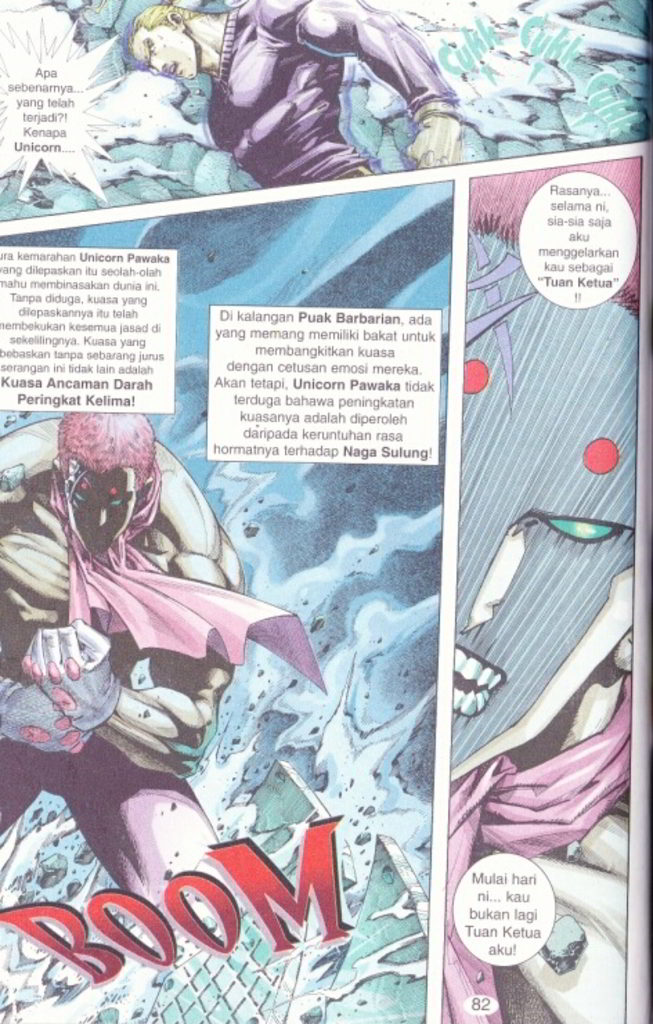 Apa
sebenarnya...
yang telah
terjadi?!
Kenapa
Unicorn....
Cukk Cukk Cukk
Rasanya...
selama ni,
sia-sia saja
aku
menggelarkan
kau sebagai
"Tuan Ketua"
!!
kemarahan Unicorn Pawaka
yang dilepaskan itu seolah-olah
mahu membinasakan dunia ini.
Tanpa diduga, kuasa yang
dilepaskannya itu telah
membekukan kesemua jasad di
sekelilingnya. Kuasa yang
bebaskan tanpa sebarang jurus
serangan ini tidak lain adalah
Kuasa Ancaman Darah
Peringkat Kelima!
Di kalangan Puak Barbarian, ada
yang memang memiliki bakat untuk
membangkitkan kuasa
dengan cetusan emosi mereka.
Akan tetapi, Unicorn Pawaka tidak
terduga bahawa peningkatan
kuasanya adalah diperoleh
daripada keruntuhan rasa
hormatnya terhadap Naga Sulung!
BOOM
Mulai hari
ni... kau
bukan lagi
Tuan Ketua
aku!
82